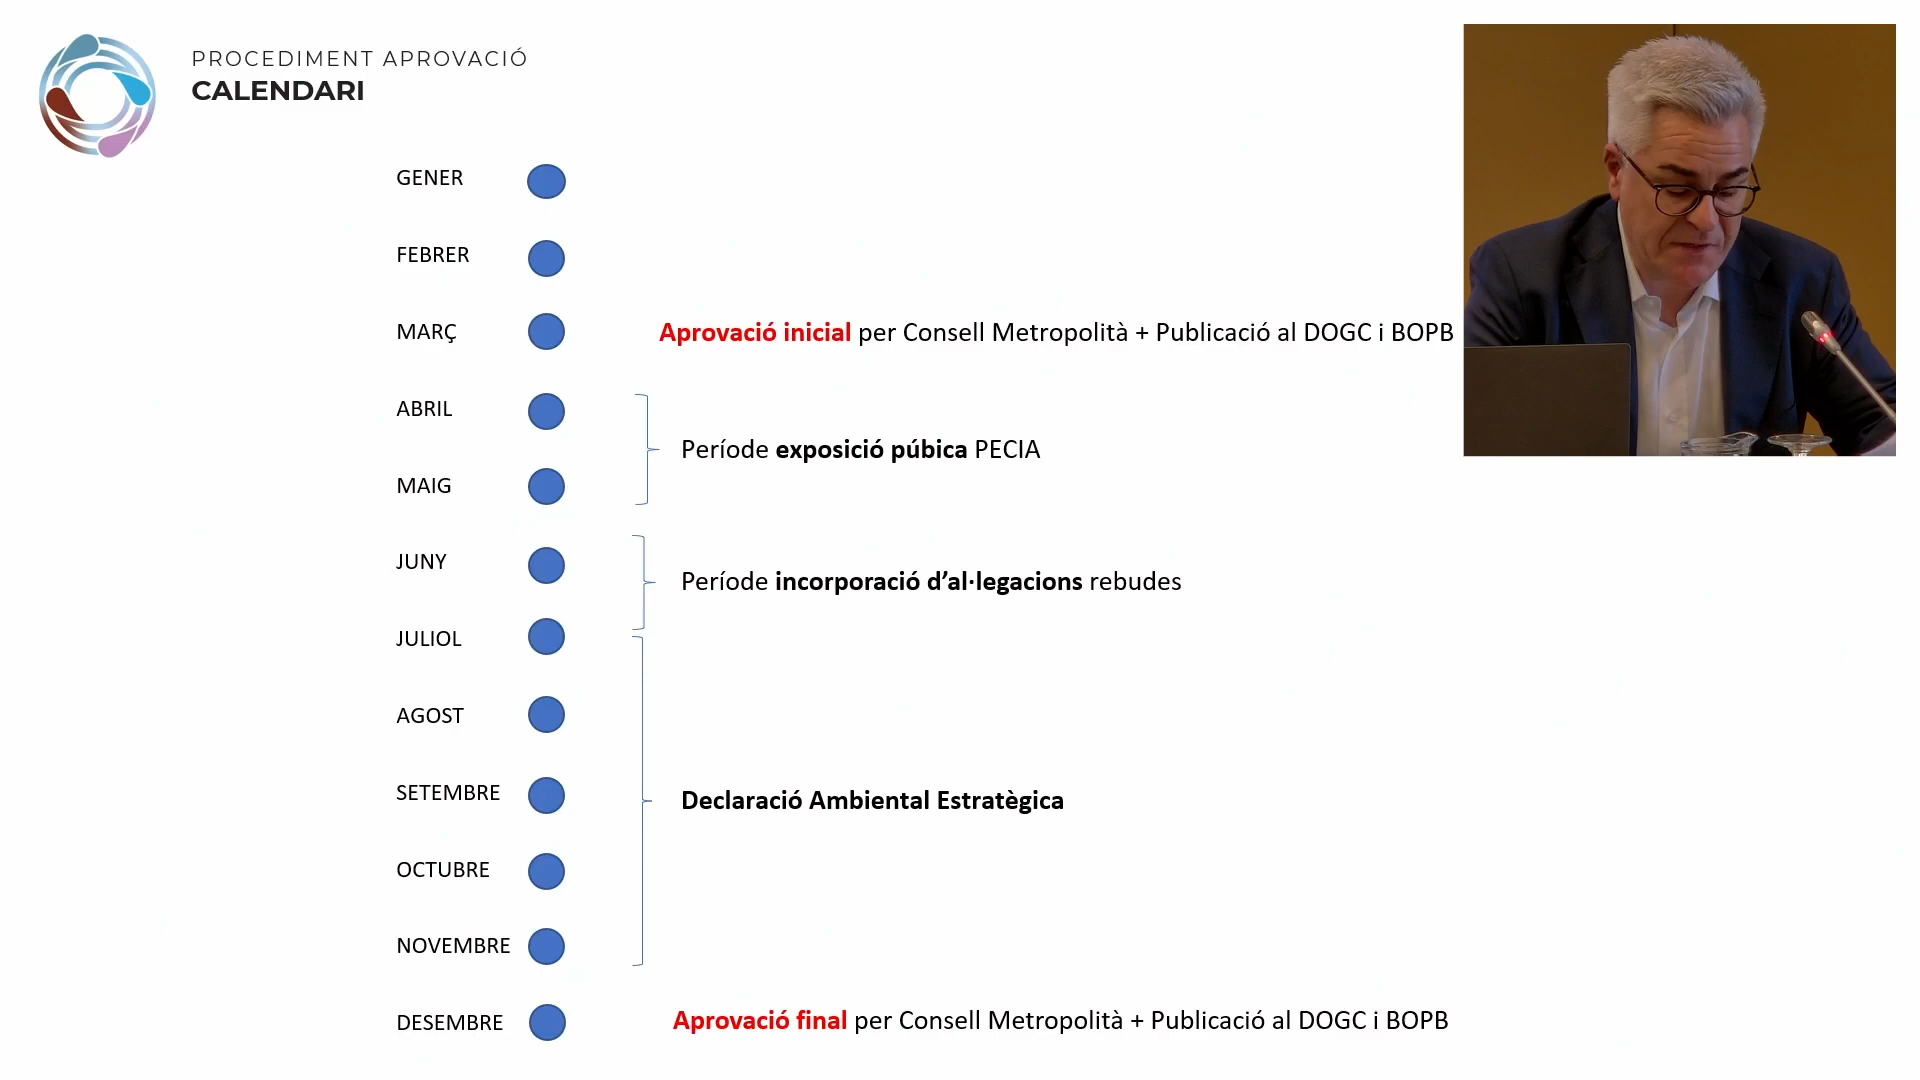 PROCEDIMENT APROVACIÓ
CALENDARI
GENER
FEBRER
MARÇ
Aprovació inicial per Consell Metropolità + Publicació al DOGC i BOPB
ABRIL
Període exposició púbica PECIA
MAIG
JUNY
Període incorporació d’al·legacions rebudes
JULIOL
AGOST
SETEMBRE
Declaració Ambiental Estratègica
OCTUBRE
NOVEMBRE
DESEMBRE
Aprovació final per Consell Metropolità + Publicació al DOGC i BOPB